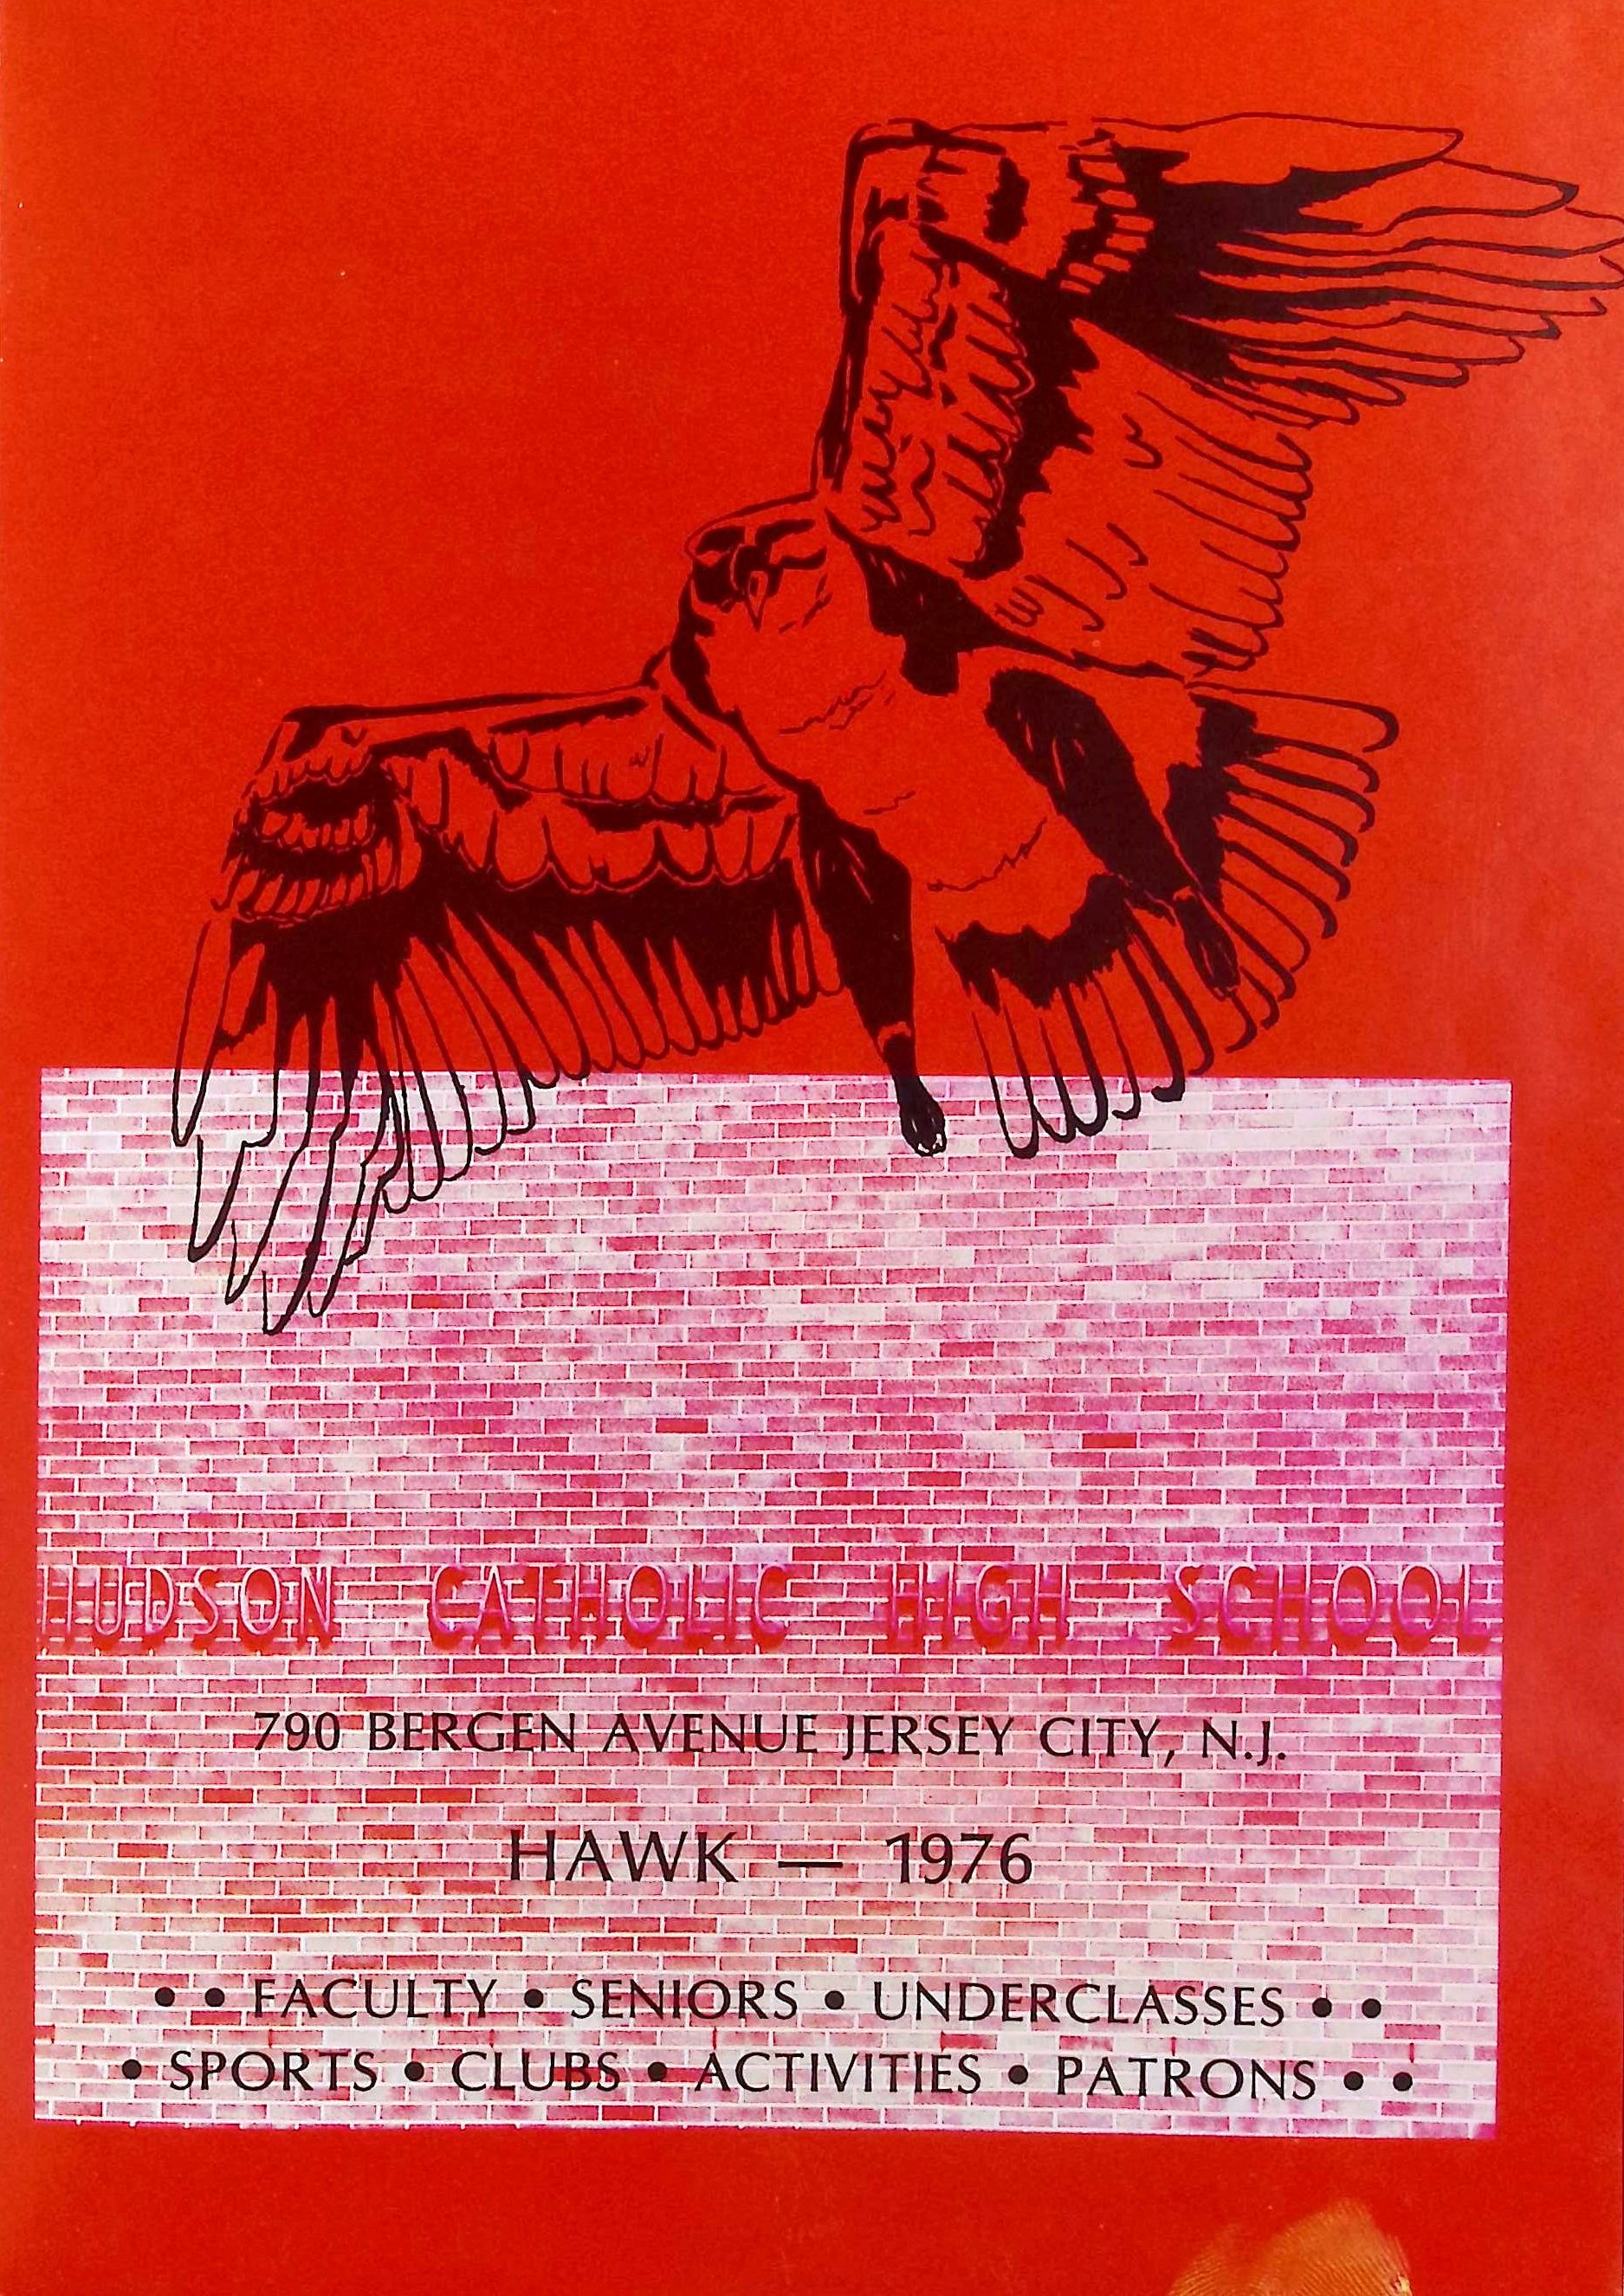 HUDSON CATHOLIC HIGH SCHOOL
790 BERGEN AVENUE JERSEY CITY, N.J.
HAWK — 1976
• • FACULTY • SENIORS • UNDERCLASSES • •
• SPORTS • CLUBS • ACTIVITIES • PATRONS • •